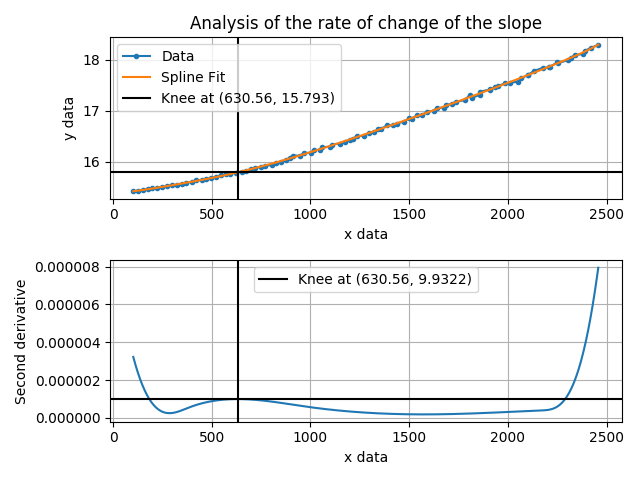 Analysis of the rate of change of the slope
18
17
16
y data
Data
Spline Fit
Knee at (630.56, 15.793)
0 500 1000 1500 2000 2500
x data
0.000008
0.000006
0.000004
0.000002
0.000000
Second derivative
Knee at (630.56, 9.9322)
0 500 1000 1500 2000 2500
x data